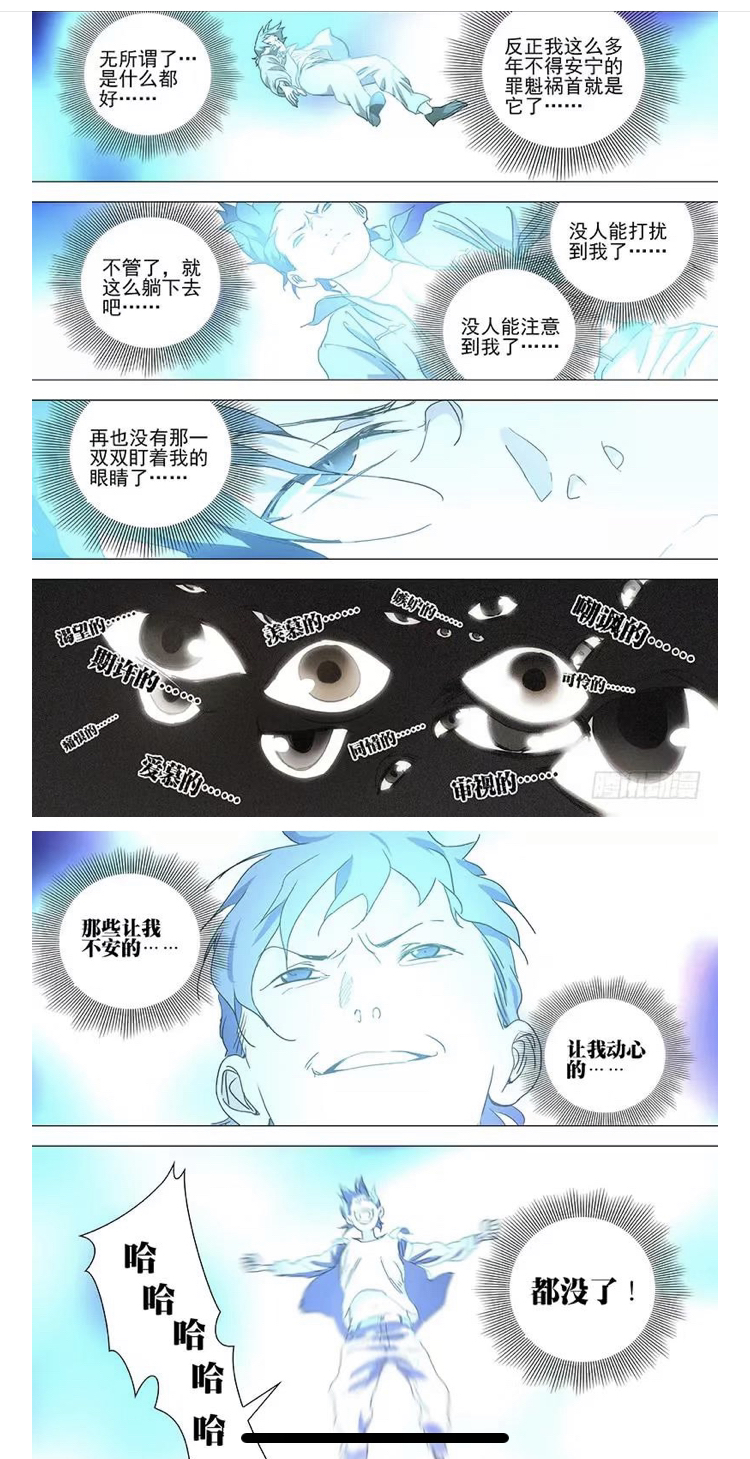 无所谓了…
是什么都
好……
反正我这么多
年不得安宁的
罪魁祸首就是
它了……
不管了，就
这么躺下去
吧……
没人能打扰
到我了……
没人能注意
到我了……
再也没有那一
双双盯着我的
眼睛了……
渴望的……
期许的……
羡慕的……
嫉妒的……
嘲讽的……
可怜的……
痛恨的……
爱慕的……
同情的……
审视的……
腾讯动漫
那些让我
不安的……
让我动心
的……
哈
哈
哈
哈
哈
都没了！